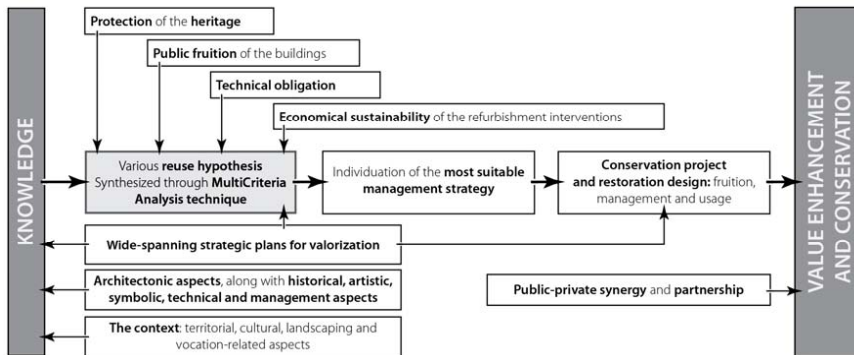 Protection of the heritage
Public fruition of the buildings
Technical obligation
Economical sustainability of the refurbishment interventions
KNOWLEDGE
Various reuse hypothesis
Synthesized through MultiCriteria
Analysis technique
Individuation of the most suitable
management strategy
Conservation project
and restoration design: fruition,
management and usage
VALUE ENHANCEMENT
AND CONSERVATION
Wide-spanning strategic plans for valorization
Architectonic aspects, along with historical, artistic,
symbolic, technical and management aspects
Public-private synergy and partnership
The context: territorial, cultural, landscaping and
vocation-related aspects